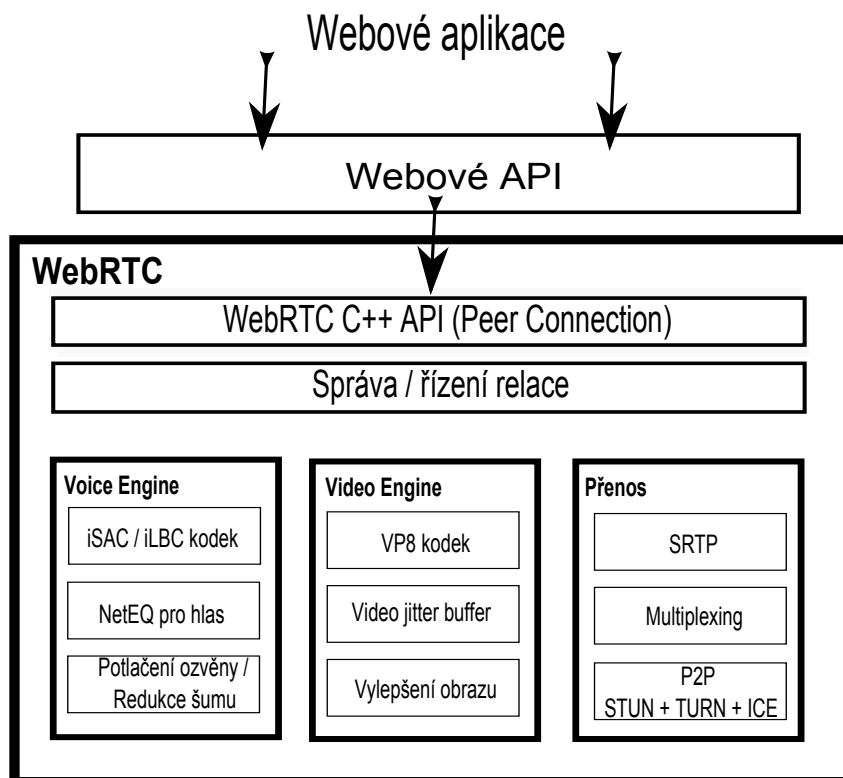 Webové aplikace
Webové API
WebRTC
WebRTC C++ API (Peer Connection)
Správa / řízení relace
Voice Engine
iSAC / iLBC kodek
NetEQ pro hlas
Potlačení ozvěny /
Redukce šumu
Video Engine
VP8 kodek
Video jitter buffer
Vylepšení obrazu
Přenos
SRTP
Multiplexing
P2P
STUN + TURN + ICE